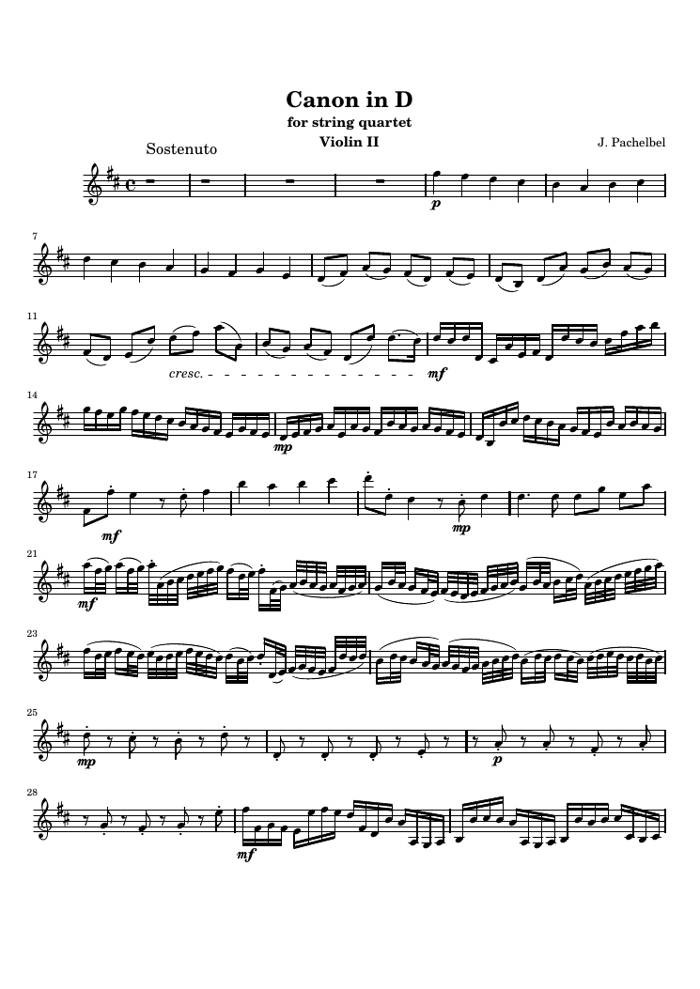 Canon in D
for string quartet
Violin II
J. Pachelbel
Sostenuto
p
7
11
cresc.
mf
14
mp
17
mf
mp
21
mf
23
25
mp
p
28
mf